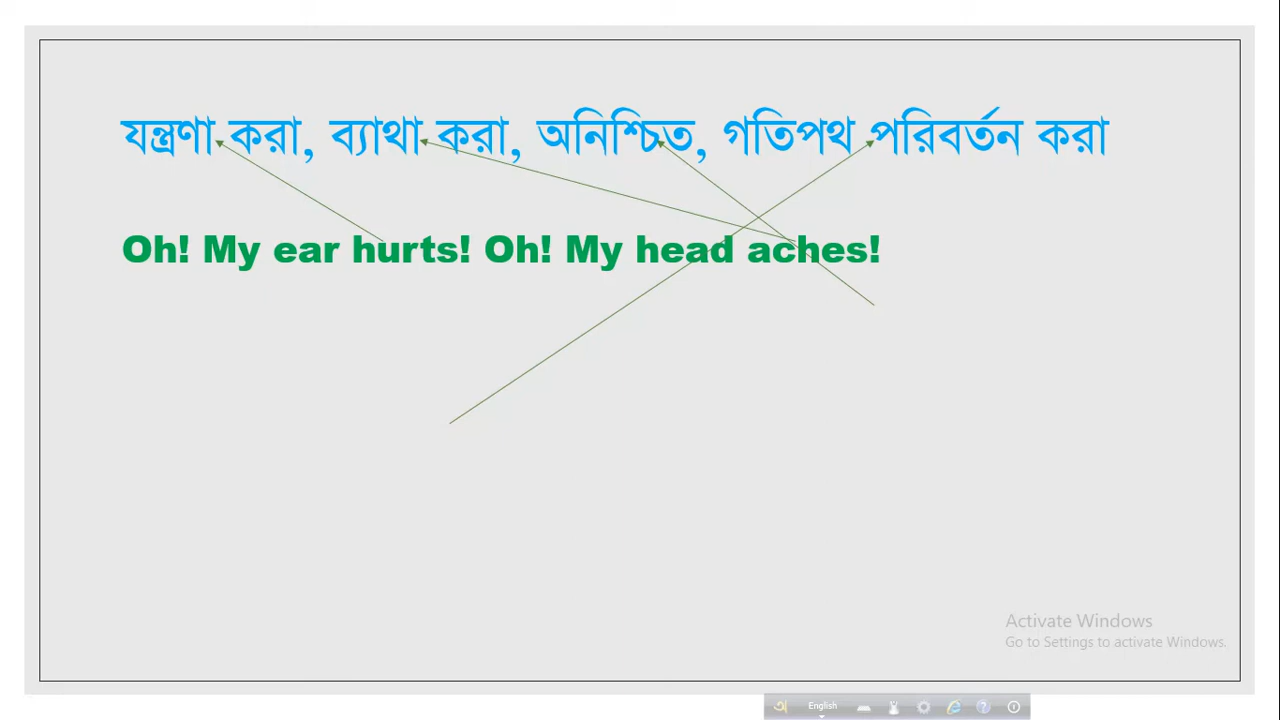 যন্ত্রণা করা, ব্যাথা করা, অনিশ্চিত, গতিপথ পরিবর্তন করা
Oh! My ear hurts! Oh! My head aches!
Activate Windows
Go to Settings to activate Windows.
অ English